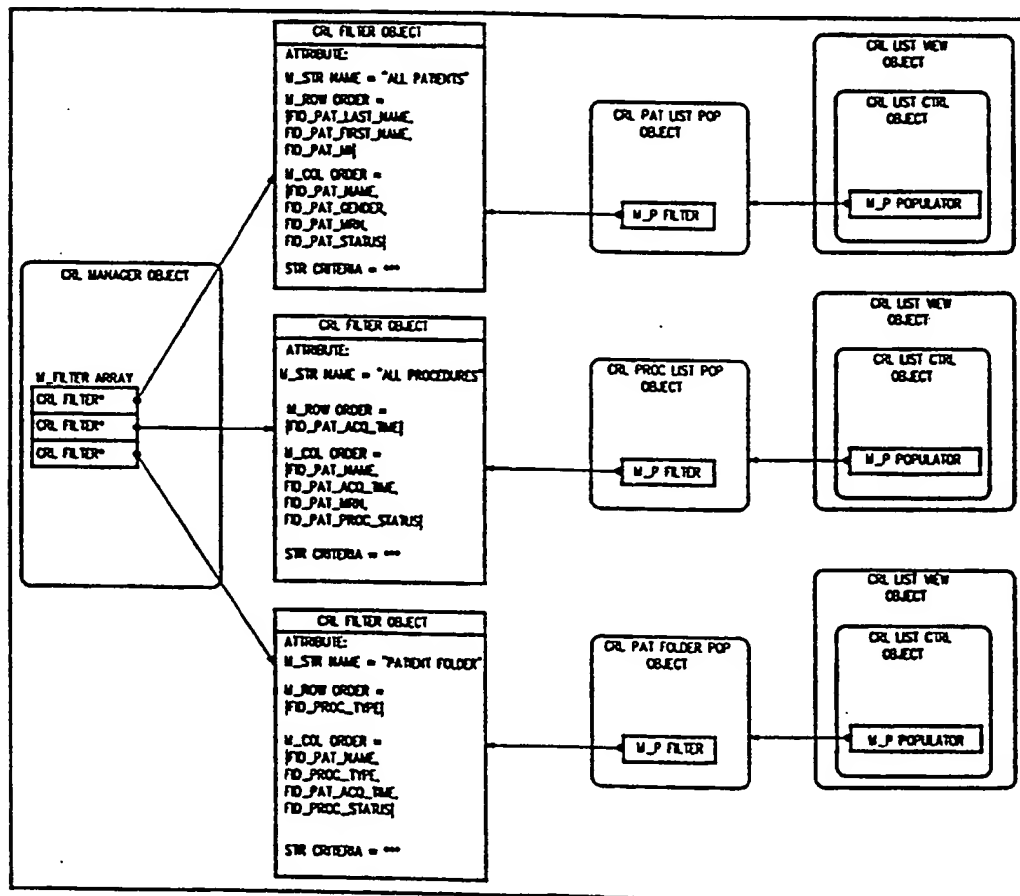 CRL MANAGER OBJECT
M_FILTER ARRAY
CRL FILTER*
CRL FILTER*
CRL FILTER*
CRL FILTER OBJECT
ATTRIBUTE:
M_STR NAME = "ALL PATIENTS"
M_ROW ORDER =
[FID_PAT_LAST_NAME,
FID_PAT_FIRST_NAME,
FID_PAT_MI]
M_COL ORDER =
[FID_PAT_NAME,
FID_PAT_GENDER,
FID_PAT_MRN,
FID_PAT_STATUS]
STR CRITERIA = ""
CRL PAT LIST POP
OBJECT
M_P FILTER
CRL LIST VIEW
OBJECT
CRL LIST CTRL
OBJECT
M_P POPULATOR
CRL FILTER OBJECT
ATTRIBUTE:
M_STR NAME = "ALL PROCEDURES"
M_ROW ORDER =
[FID_PAT_ACQ_TIME]
M_COL ORDER =
[FID_PAT_NAME,
FID_PAT_ACQ_TIME,
FID_PAT_MRN,
FID_PAT_PROC_STATUS]
STR CRITERIA = ""
CRL PROC LIST POP
OBJECT
M_P FILTER
CRL LIST VIEW
OBJECT
CRL LIST CTRL
OBJECT
M_P POPULATOR
CRL FILTER OBJECT
ATTRIBUTE:
M_STR NAME = "PATIENT FOLDER"
M_ROW ORDER =
[FID_PROC_TYPE]
M_COL ORDER =
[FID_PAT_NAME,
FID_PROC_TYPE,
FID_PAT_ACQ_TIME,
FID_PROC_STATUS]
STR CRITERIA = ""
CRL PAT FOLDER POP
OBJECT
M_P FILTER
CRL LIST VIEW
OBJECT
CRL LIST CTRL
OBJECT
M_P POPULATOR